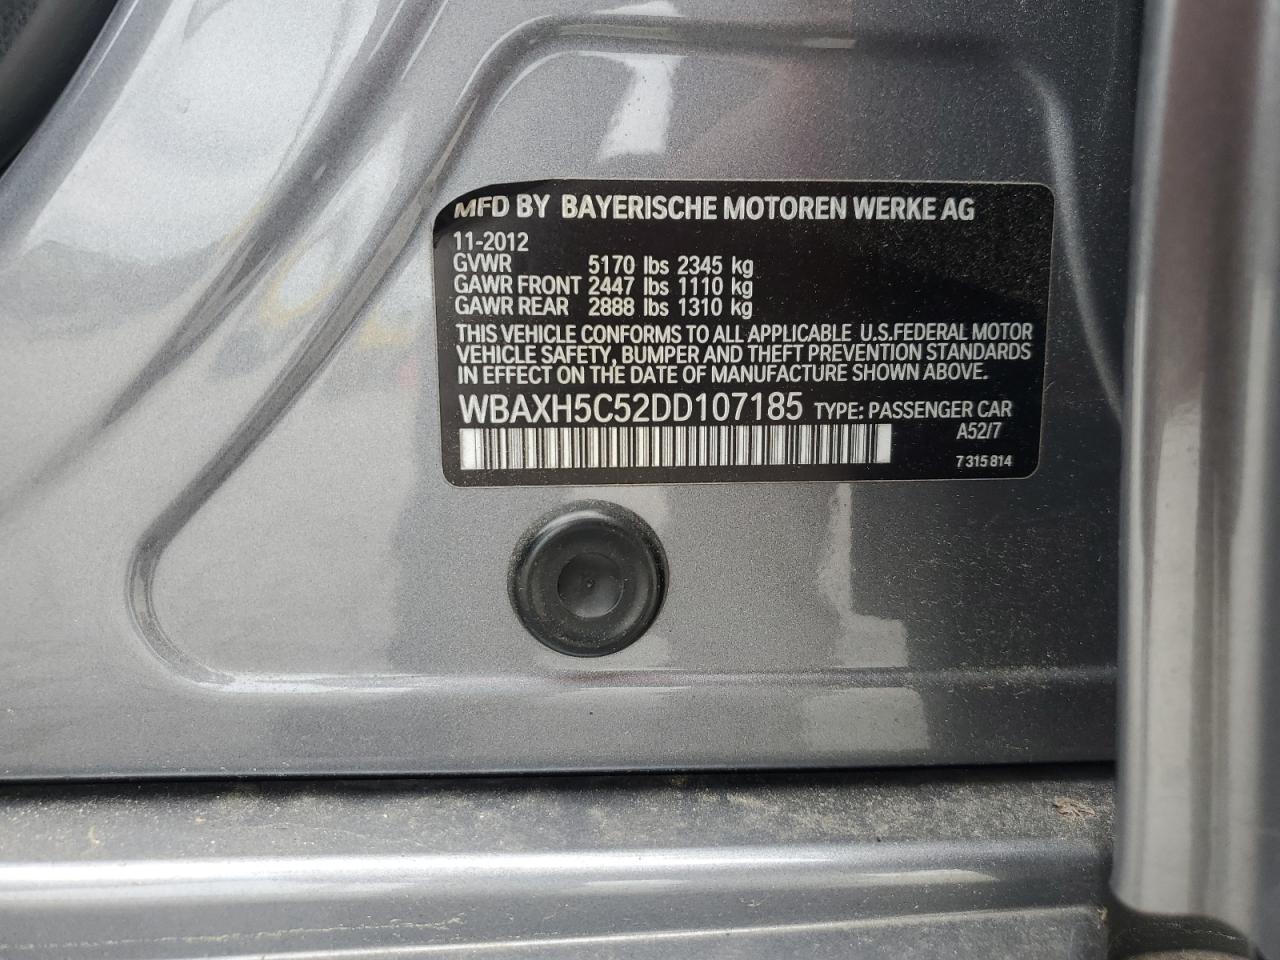 MFD BY BAYERISCHE MOTOREN WERKE AG
11-2012
GVWR 5170 lbs 2345 kg
GAWR FRONT 2447 lbs 1110 kg
GAWR REAR 2888 lbs 1310 kg
THIS VEHICLE CONFORMS TO ALL APPLICABLE U.S.FEDERAL MOTOR
VEHICLE SAFETY, BUMPER AND THEFT PREVENTION STANDARDS
IN EFFECT ON THE DATE OF MANUFACTURE SHOWN ABOVE.
WBAXH5C52DD107185 TYPE: PASSENGER CAR
A52/7
7 315 814